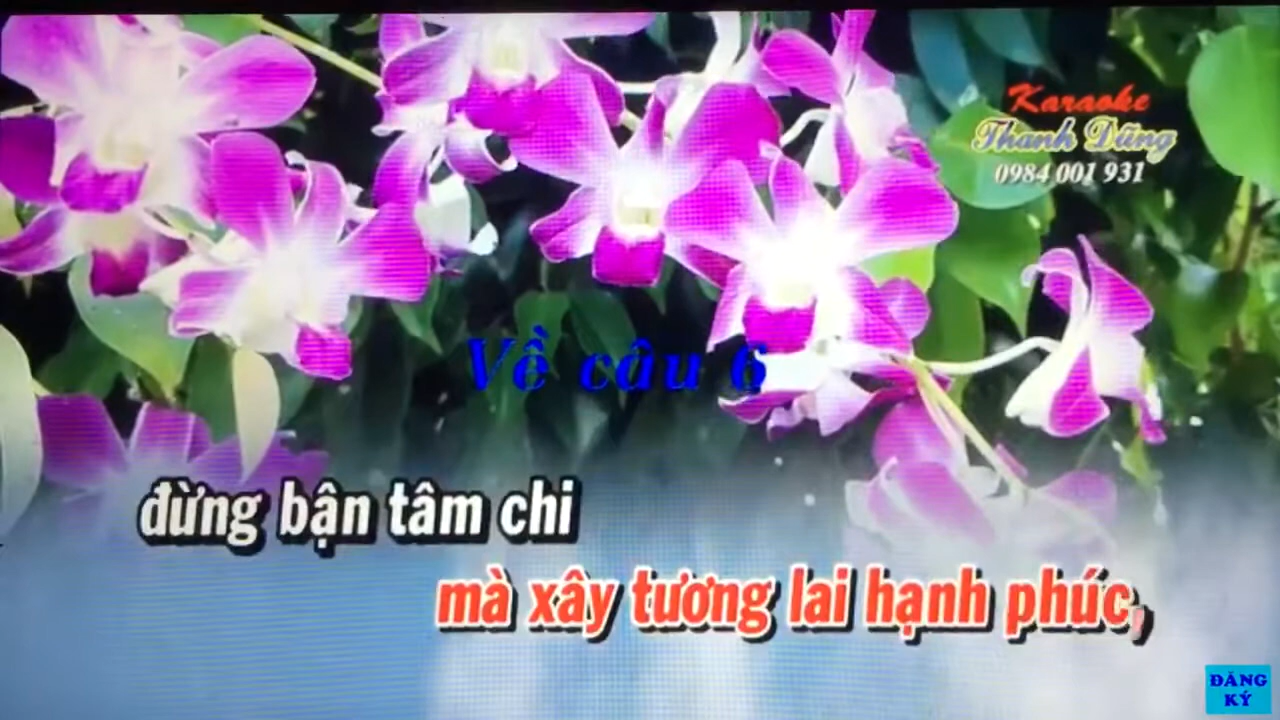 Karaoke
Thanh Dũng
0984 001 931
Về câu 6
đừng bận tâm chi
mà xây tương lai hạnh phúc,
ĐĂNG
KÝ